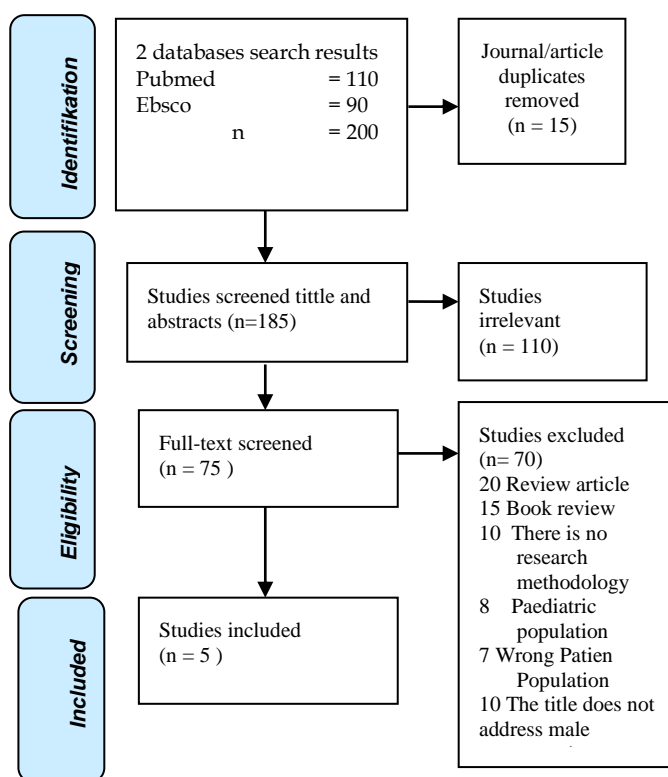 Identifikation
2 databases search results
Pubmed = 110
Ebsco = 90
n = 200
Journal/article
duplicates
removed
(n = 15)
Screening
Studies screened tittle and
abstracts (n=185)
Studies
irrelevant
(n = 110)
Eligibility
Full-text screened
(n = 75 )
Studies excluded
(n= 70)
20 Review article
15 Book review
10 There is no
research
methodology
8 Paediatric
population
7 Wrong Patien
Population
10 The title does not
address male
Included
Studies included
(n = 5 )